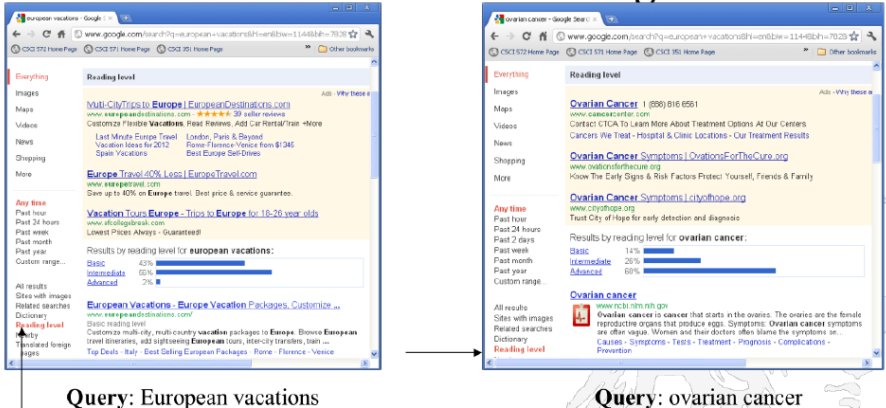 european vacations - Google S
www.google.com/search?q=european+vacations&hl=en&biw=1144&bih=782
CSCI 572 Home Page CSCI 571 Home Page CSCI 351 Home Page » Other bookmarks
Everything
Images
Maps
Videos
News
Shopping
More
Any time
Past hour
Past 24 hours
Past week
Past month
Past year
Custom range...
All results
Sites with images
Related searches
Dictionary
Reading level
Nearby
Translated foreign
pages
Reading level
Ads - Why these a
Multi-City Trips to Europe | EuropeanDestinations.com
www.europeandestinations.com - ★★★★★ 39 seller reviews
Customize Flexible Vacations, Read Reviews, Add Car Rental/Train +More
Last Minute Europe Travel London, Paris & Beyond
Vacation Ideas for 2012 Rome-Florence-Venice from $1345
Spain Vacations Best Europe Self-Drives
Europe Travel 40% Less | EuropeTravel.com
www.europetravel.com
Save up to 40% on Europe travel. Best price & service guarantee.
Vacation Tours Europe - Trips to Europe for 18-26 year olds
www.efcollegebreak.com
Lowest Prices Always - Guaranteed!
Results by reading level for european vacations:
Basic 43%
Intermediate 55%
Advanced 2%
European Vacations - Europe Vacation Packages, Customize ...
www.europeandestinations.com/
Basic reading level
Customize multi-city, multi-country vacation packages to Europe. Browse European
travel itineraries, add sightseeing European tours, inter-city transfers, train ...
Top Deals - Italy - Best Selling European Packages - Rome - Florence - Venice
Query: European vacations
ovarian cancer - Google Searc
www.google.com/search?q=european+vacations&hl=en&biw=1144&bih=782
CSCI 572 Home Page CSCI 571 Home Page CSCI 351 Home Page » Other bookmarks
Everything
Images
Maps
Videos
News
Shopping
More
Any time
Past hour
Past 24 hours
Past 2 days
Past week
Past month
Past year
Custom range...
All results
Sites with images
Related searches
Dictionary
Reading level
Reading level
Ads - Why these a
Ovarian Cancer 1 (888) 816 6561
www.cancercenter.com
Contact CTCA To Learn More About Treatment Options At Our Centers
Cancers We Treat - Hospital & Clinic Locations - Our Treatment Results
Ovarian Cancer Symptoms | OvationsForTheCure.org
www.ovationsforthecure.org
Know The Early Signs & Risk Factors Protect Yourself, Friends & Family
Ovarian Cancer Symptoms | cityofhope.org
www.cityofhope.org
Trust City of Hope for early detection and diagnosis
Results by reading level for ovarian cancer:
Basic 14%
Intermediate 26%
Advanced 60%
Ovarian cancer
www.ncbi.nlm.nih.gov
Ovarian cancer is cancer that starts in the ovaries. The ovaries are the female
reproductive organs that produce eggs. Symptoms: Ovarian cancer symptoms
are often vague. Women and their doctors often blame the symptoms on...
Causes - Symptoms - Tests - Treatment - Prognosis - Complications -
Prevention
Query: ovarian cancer